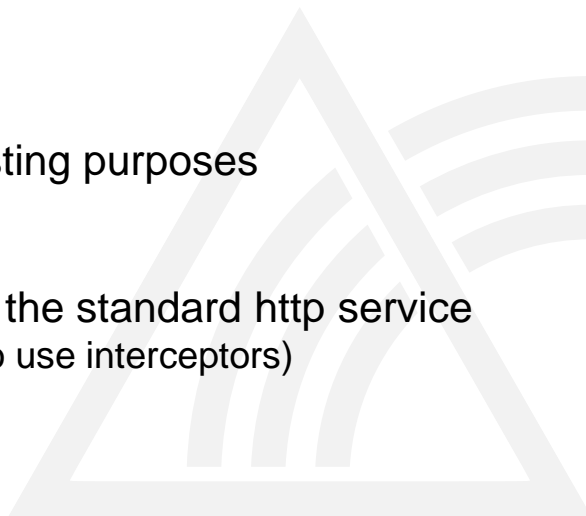 sting purposes
the standard http service
use interceptors)